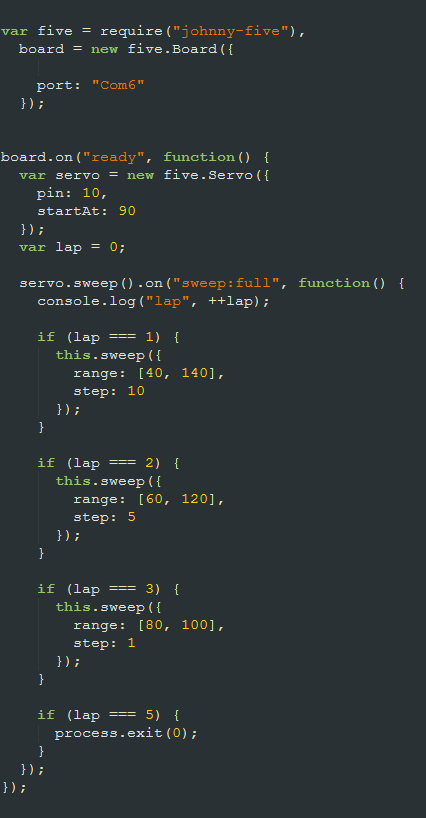 var five = require("johnny-five"),
  board = new five.Board({

    port: "Com6"
  });


board.on("ready", function() {
  var servo = new five.Servo({
    pin: 10,
    startAt: 90
  });
  var lap = 0;

  servo.sweep().on("sweep:full", function() {
    console.log("lap", ++lap);

    if (lap === 1) {
      this.sweep({
        range: [40, 140],
        step: 10
      });
    }

    if (lap === 2) {
      this.sweep({
        range: [60, 120],
        step: 5
      });
    }

    if (lap === 3) {
      this.sweep({
        range: [80, 100],
        step: 1
      });
    }

    if (lap === 5) {
      process.exit(0);
    }
  });
});